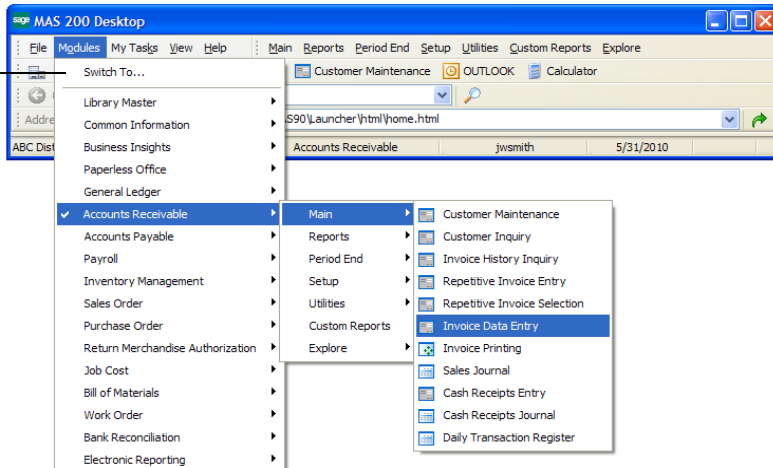 sage MAS 200 Desktop
File Modules My Tasks View Help Main Reports Period End Setup Utilities Custom Reports Explore
Switch To... Customer Maintenance OUTLOOK Calculator
Library Master
Addre S90\Launcher\html\home.html
Common Information
ABC Dist Business Insights Accounts Receivable jwsmith 5/31/2010
Paperless Office
General Ledger
Accounts Receivable Main Customer Maintenance
Accounts Payable Reports Customer Inquiry
Payroll Period End Invoice History Inquiry
Inventory Management Setup Repetitive Invoice Entry
Sales Order Utilities Repetitive Invoice Selection
Purchase Order Custom Reports Invoice Data Entry
Return Merchandise Authorization Explore Invoice Printing
Job Cost Sales Journal
Bill of Materials Cash Receipts Entry
Work Order Cash Receipts Journal
Bank Reconciliation Daily Transaction Register
Electronic Reporting